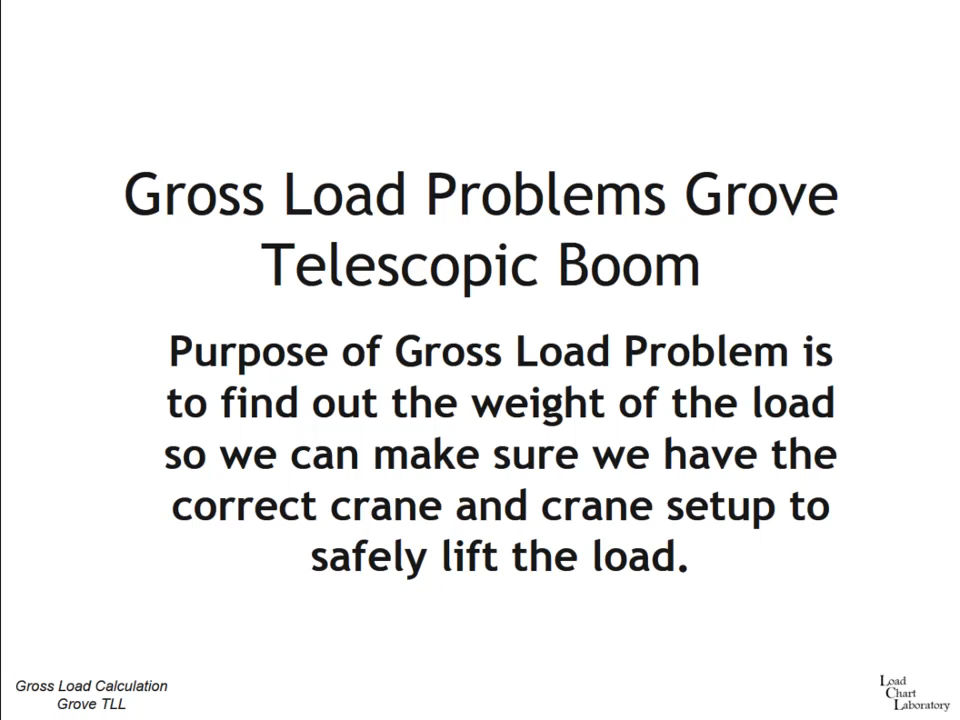 Gross Load Problems Grove
Telescopic Boom
Purpose of Gross Load Problem is
to find out the weight of the load
so we can make sure we have the
correct crane and crane setup to
safely lift the load.
Gross Load Calculation
Grove TLL
Load
Chart
Laboratory